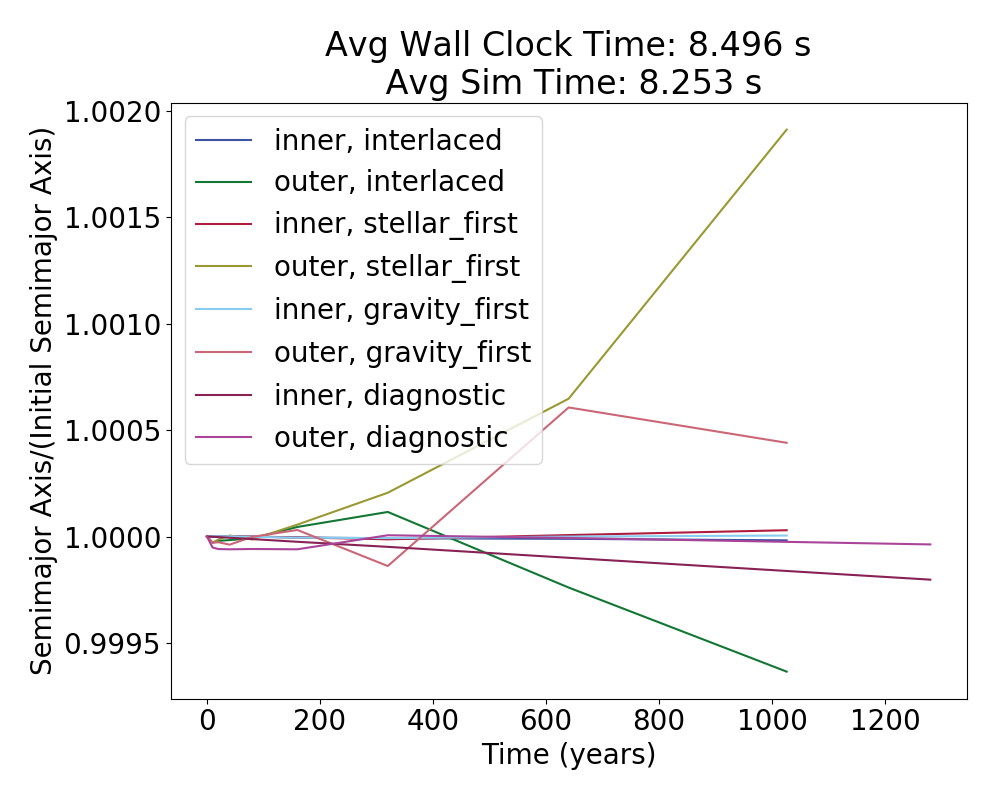 Avg Wall Clock Time: 8.496 s
Avg Sim Time: 8.253 s
Semimajor Axis/(Initial Semimajor Axis)
1.0020
1.0015
1.0010
1.0005
1.0000
0.9995
inner, interlaced
outer, interlaced
inner, stellar_first
outer, stellar_first
inner, gravity_first
outer, gravity_first
inner, diagnostic
outer, diagnostic
0 200 400 600 800 1000 1200
Time (years)